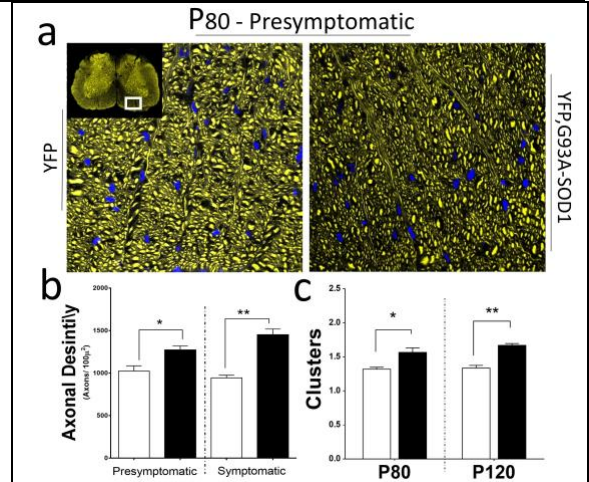 P80 - Presymptomatic
a
YFP
YFP,G93A-SOD1
b
Axonal Desintily
(Axons/ 100µ²)
2000
1500
1000
500
0
*
**
Presymptomatic
Symptomatic
c
Clusters
2.5
2.0
1.5
1.0
0.5
0.0
*
**
P80
P120